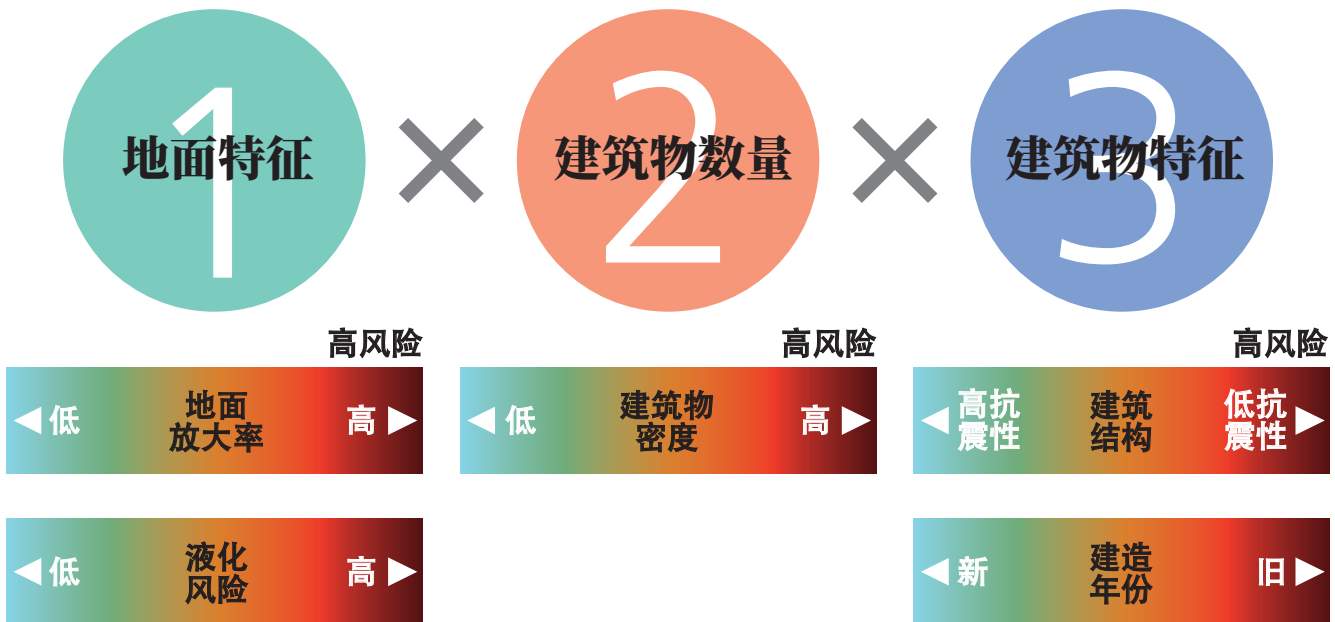 1
地面特征
×
2
建筑物数量
×
3
建筑物特征
高风险
低
地面
放大率
高
低
液化
风险
高
高风险
低
建筑物
密度
高
高风险
高抗
震性
建筑
结构
低抗
震性
新
建造
年份
旧